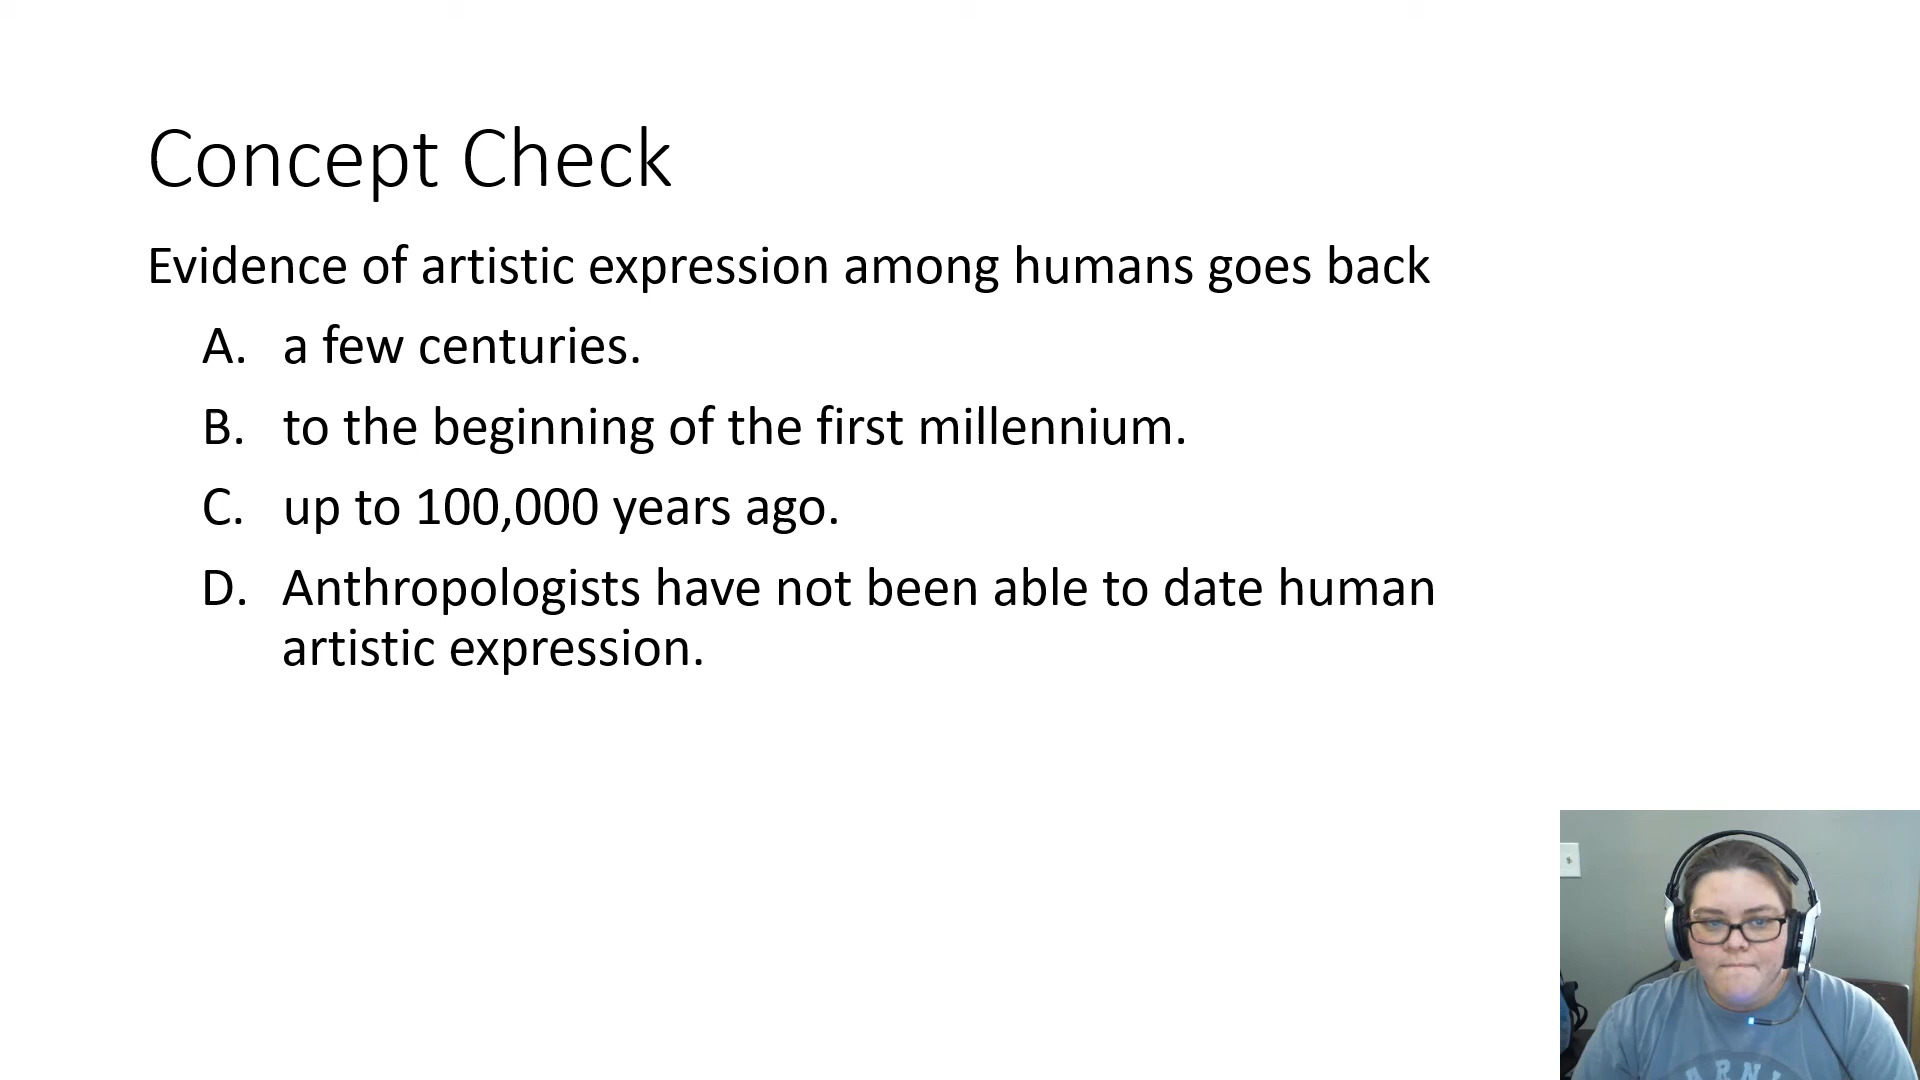 Concept Check
Evidence of artistic expression among humans goes back
A. a few centuries.
B. to the beginning of the first millennium.
C. up to 100,000 years ago.
D. Anthropologists have not been able to date human
artistic expression.